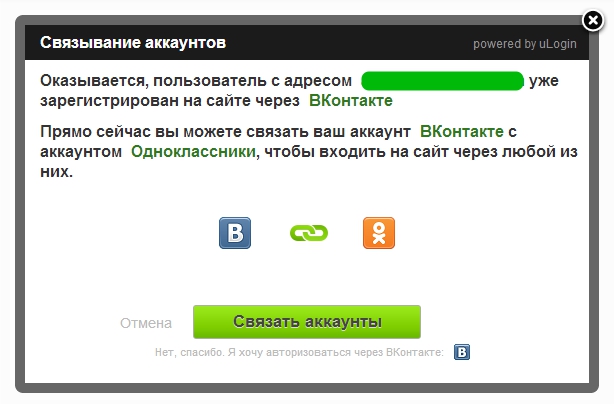 Связывание аккаунтов
powered by uLogin
Оказывается, пользователь с адресом уже
зарегистрирован на сайте через ВКонтакте
Прямо сейчас вы можете связать ваш аккаунт ВКонтакте с
аккаунтом Одноклассники, чтобы входить на сайт через любой из
них.
В
Отмена
Связать аккаунты
Нет, спасибо. Я хочу авторизоваться через ВКонтакте:
В